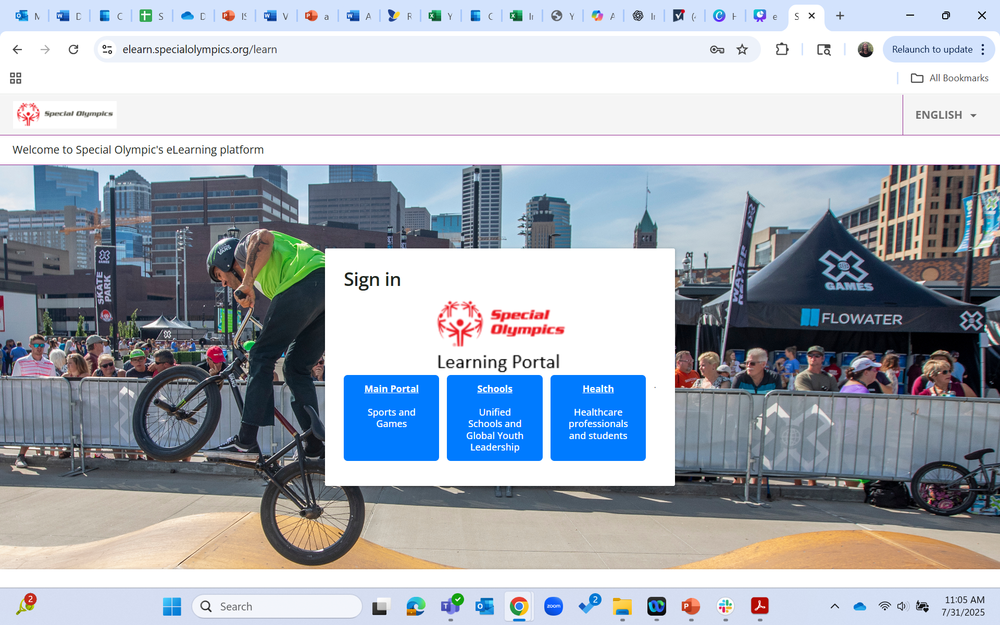 elearn.specialolympics.org/learn
Relaunch to update
All Bookmarks
Special Olympics
ENGLISH
Welcome to Special Olympic's eLearning platform
Sign in
Special
Olympics
Learning Portal
Main Portal
Sports and
Games
Schools
Unified
Schools and
Global Youth
Leadership
Health
Healthcare
professionals
and students
VANS
VANS
GAMES
SKATE
PARK
WATER
GAMES
FLOWATER
2
Search
zoom
2
11:05 AM
7/31/2025